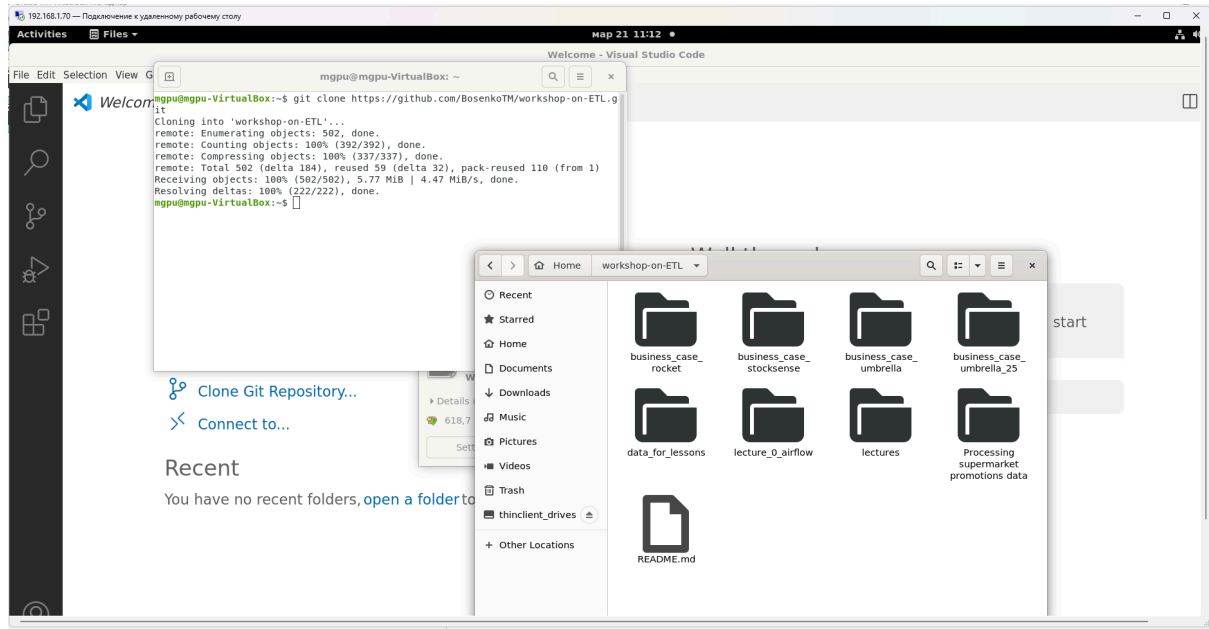 192.168.1.70 — Подключение к удаленному рабочему столу
Activities Files мар 21 11:12
Welcome - Visual Studio Code
File Edit Selection View G
mgpu@mgpu-VirtualBox: ~
Welcom
mgpu@mgpu-VirtualBox:~$ git clone https://github.com/BosenkoTM/workshop-on-ETL.g
it
Cloning into 'workshop-on-ETL'...
remote: Enumerating objects: 502, done.
remote: Counting objects: 100% (392/392), done.
remote: Compressing objects: 100% (337/337), done.
remote: Total 502 (delta 184), reused 59 (delta 32), pack-reused 110 (from 1)
Receiving objects: 100% (502/502), 5.77 MiB | 4.47 MiB/s, done.
Resolving deltas: 100% (222/222), done.
mgpu@mgpu-VirtualBox:~$
Home workshop-on-ETL
Recent
Starred
Home
Documents
Downloads
Music
Pictures
Videos
Trash
thinclient_drives
+ Other Locations
business_case_
rocket
business_case_
stocksense
business_case_
umbrella
business_case_
umbrella_25
data_for_lessons
lecture_0_airflow
lectures
Processing
supermarket
promotions data
README.md
start
Clone Git Repository...
Connect to...
Details
618,7
Sett
Recent
You have no recent folders, open a folder to